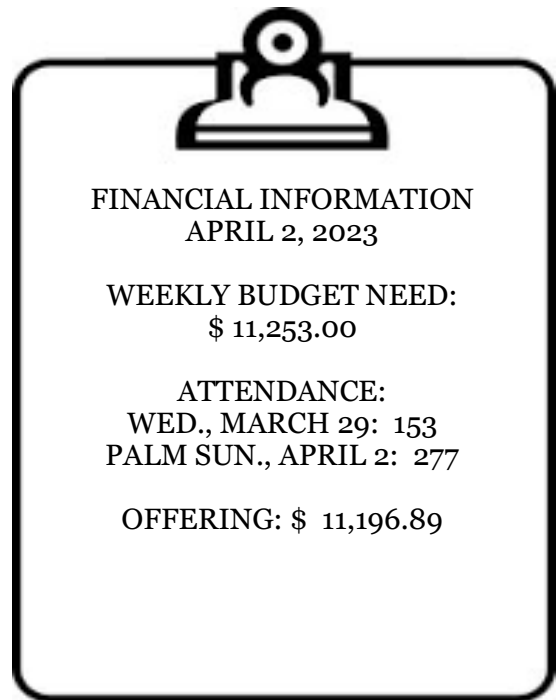 FINANCIAL INFORMATION
APRIL 2, 2023
WEEKLY BUDGET NEED:
$ 11,253.00
ATTENDANCE:
WED., MARCH 29:  153
PALM SUN., APRIL 2:  277
OFFERING: $  11,196.89